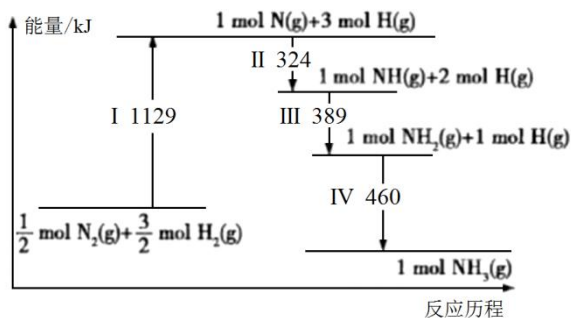 能量/kJ
1 mol N(g)+3 mol H(g)
II 324
1 mol NH(g)+2 mol H(g)
I 1129
III 389
1 mol NH₂(g)+1 mol H(g)
IV 460
1/2 mol N₂(g)+3/2 mol H₂(g)
1 mol NH₃(g)
反应历程